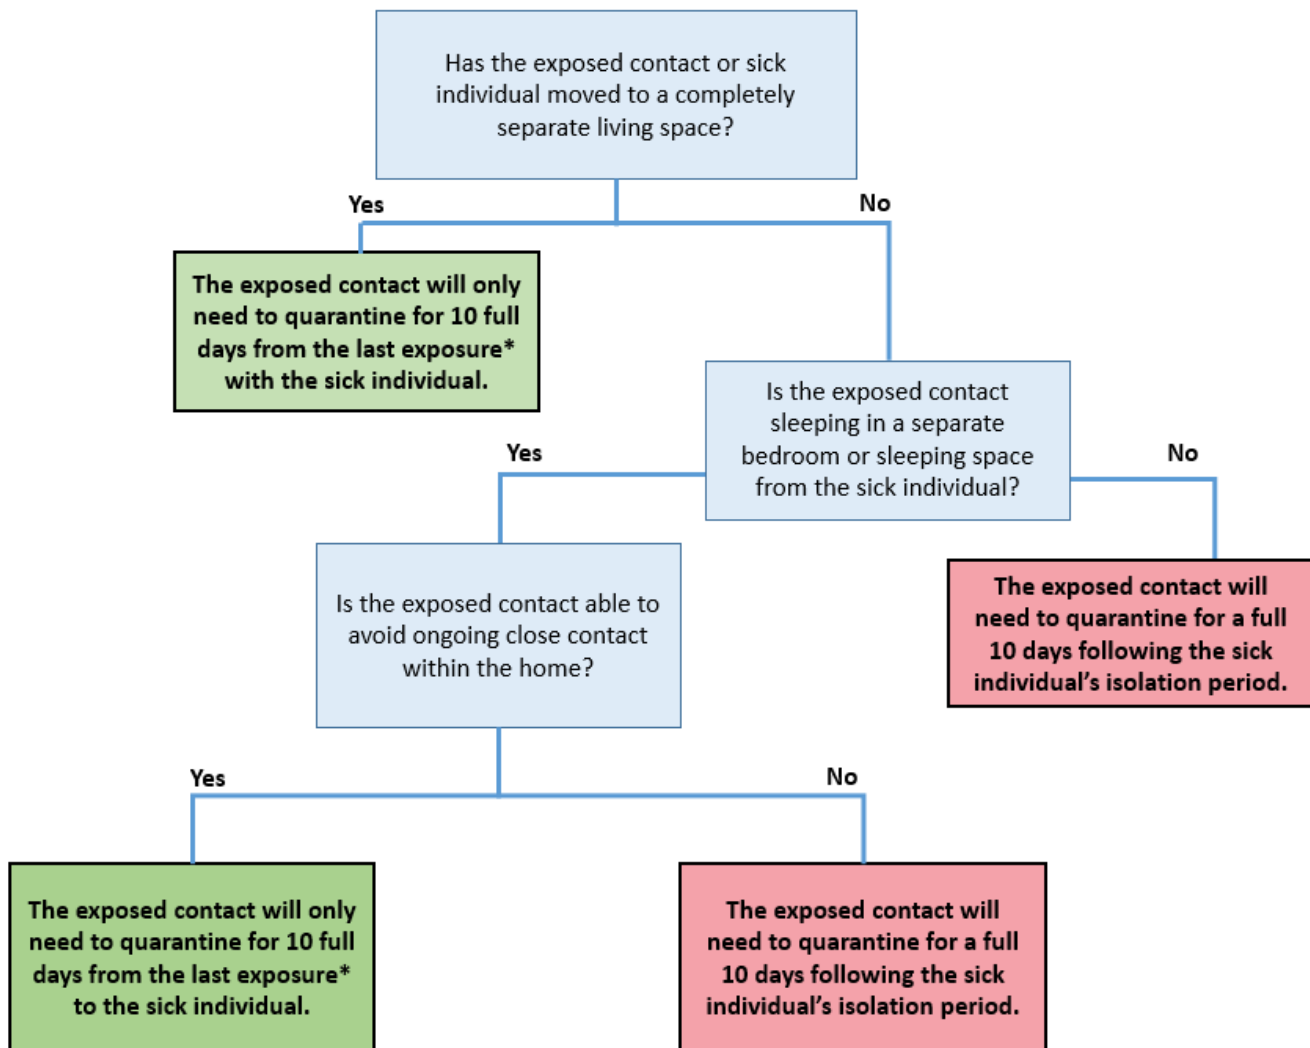 Has the exposed contact or sick
individual moved to a completely
separate living space?
Yes
No
The exposed contact will only
need to quarantine for 10 full
days from the last exposure*
with the sick individual.
Is the exposed contact
sleeping in a separate
bedroom or sleeping space
from the sick individual?
Yes
No
Is the exposed contact able to
avoid ongoing close contact
within the home?
The exposed contact will
need to quarantine for a full
10 days following the sick
individual’s isolation period.
Yes
No
The exposed contact will only
need to quarantine for 10 full
days from the last exposure*
to the sick individual.
The exposed contact will
need to quarantine for a full
10 days following the sick
individual’s isolation period.